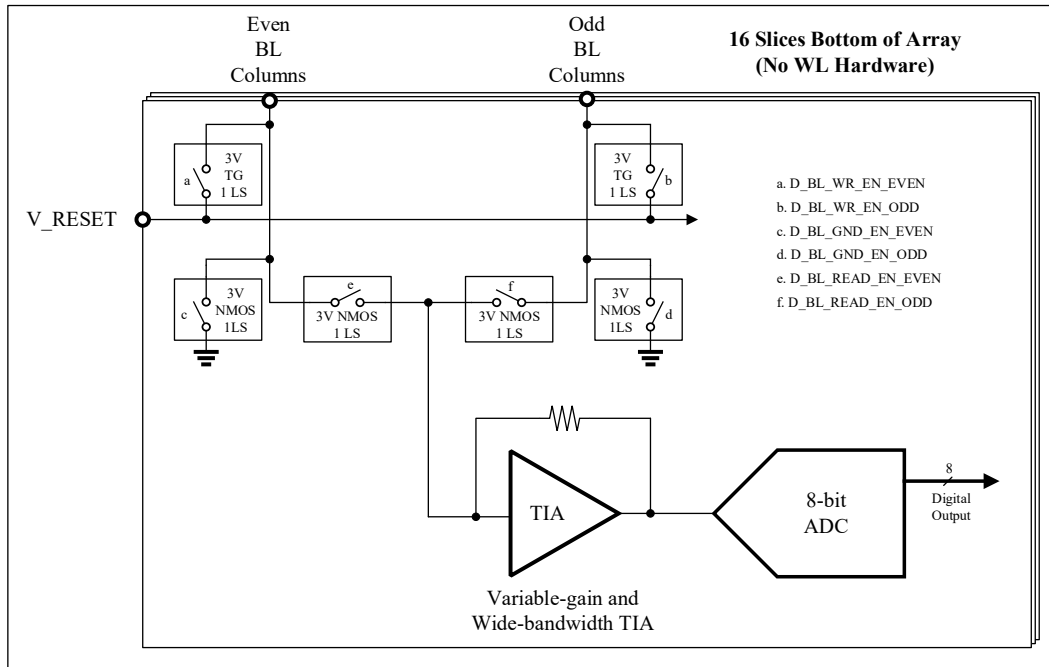 Even
BL
Columns
Odd
BL
Columns
16 Slices Bottom of Array
(No WL Hardware)
a
3V
TG
1 LS
3V
TG
1 LS
b
V_RESET
a. D_BL_WR_EN_EVEN
b. D_BL_WR_EN_ODD
c. D_BL_GND_EN_EVEN
d. D_BL_GND_EN_ODD
e. D_BL_READ_EN_EVEN
f. D_BL_READ_EN_ODD
c
3V
NMOS
1LS
e
3V NMOS
1 LS
f
3V NMOS
1 LS
3V
NMOS
1LS
d
TIA
8-bit
ADC
8
Digital
Output
Variable-gain and
Wide-bandwidth TIA